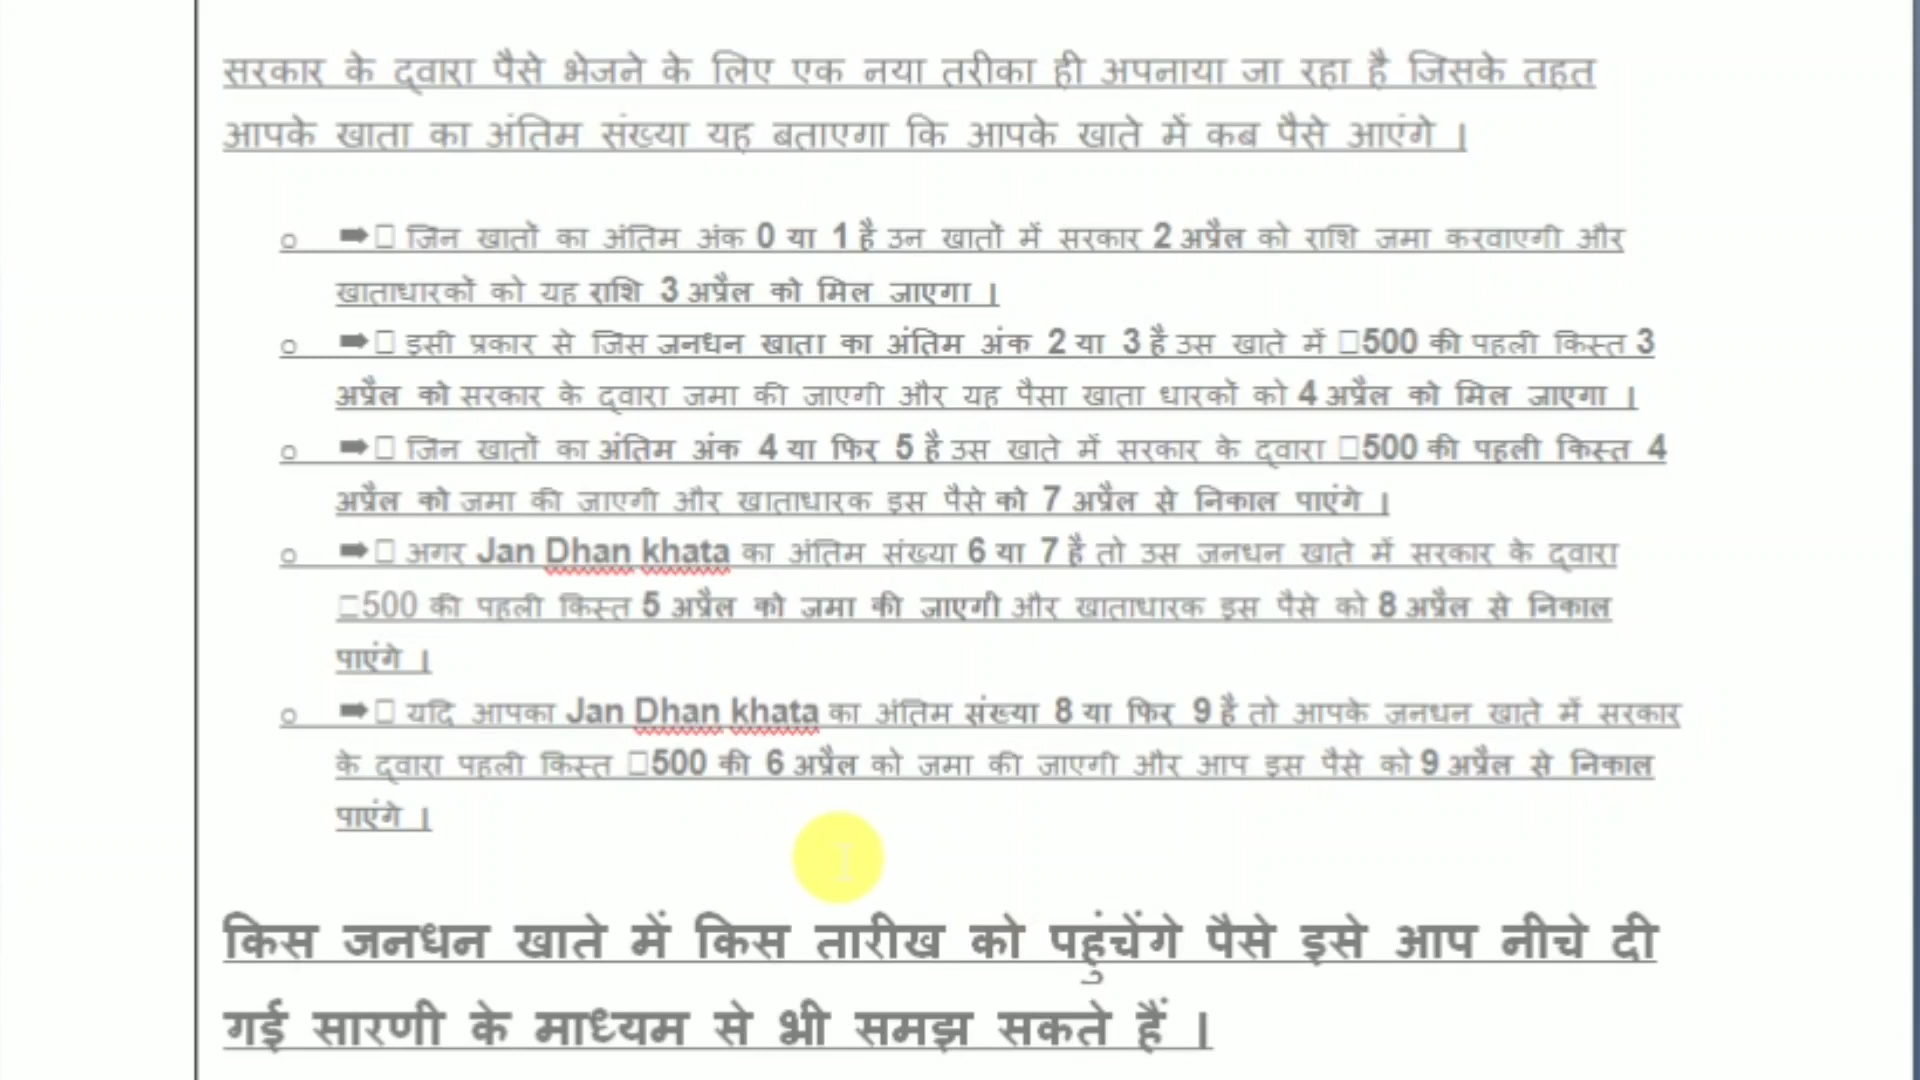 सरकार के द्वारा पैसे भेजने के लिए एक नया तरीका ही अपनाया जा रहा है जिसके तहत
आपके खाता का अंतिम संख्या यह बताएगा कि आपके खाते में कब पैसे आएंगे ।
o ➡□ जिन खातों का अंतिम अंक 0 या 1 है उन खातों में सरकार 2 अप्रैल को राशि जमा करवाएगी और
खाताधारकों को यह राशि 3 अप्रैल को मिल जाएगा ।
o ➡□ इसी प्रकार से जिस जनधन खाता का अंतिम अंक 2 या 3 है उस खाते में □500 की पहली किस्त 3
अप्रैल को सरकार के द्वारा जमा की जाएगी और यह पैसा खाता धारकों को 4 अप्रैल को मिल जाएगा ।
o ➡□ जिन खातों का अंतिम अंक 4 या फिर 5 है उस खाते में सरकार के द्वारा □500 की पहली किस्त 4
अप्रैल को जमा की जाएगी और खाताधारक इस पैसे को 7 अप्रैल से निकाल पाएंगे ।
o ➡□ अगर Jan Dhan khata का अंतिम संख्या 6 या 7 है तो उस जनधन खाते में सरकार के द्वारा
□500 की पहली किस्त 5 अप्रैल को जमा की जाएगी और खाताधारक इस पैसे को 8 अप्रैल से निकाल
पाएंगे ।
o ➡□ यदि आपका Jan Dhan khata का अंतिम संख्या 8 या फिर 9 है तो आपके जनधन खाते में सरकार
के द्वारा पहली किस्त □500 की 6 अप्रैल को जमा की जाएगी और आप इस पैसे को 9 अप्रैल से निकाल
पाएंगे ।
किस जनधन खाते में किस तारीख को पहुंचेंगे पैसे इसे आप नीचे दी
गई सारणी के माध्यम से भी समझ सकते हैं ।